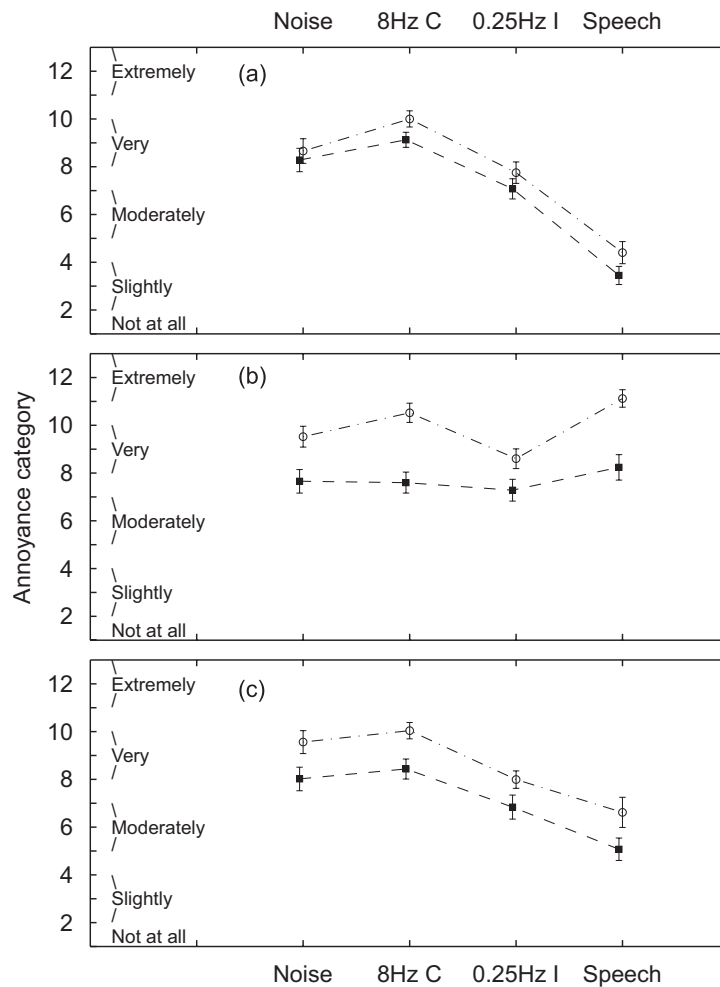 Noise 8Hz C 0.25Hz I Speech
12 Extremely (a)
10
Very
8
Moderately
6
4
Slightly
2
Not at all
12 Extremely (b)
10
Very
8
Moderately
6
4
Slightly
2
Not at all
12 Extremely (c)
10
Very
8
Moderately
6
4
Slightly
2
Not at all
Annoyance category
Noise 8Hz C 0.25Hz I Speech